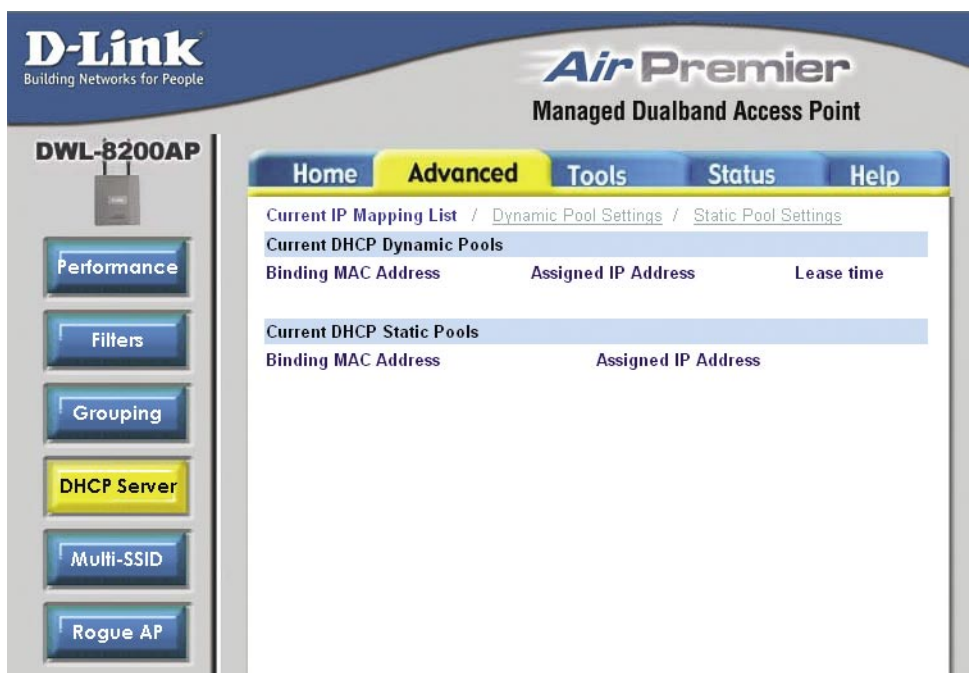 D-Link
Building Networks for People
Air Premier
Managed Dualband Access Point
DWL-8200AP
Home Advanced Tools Status Help
Current IP Mapping List / Dynamic Pool Settings / Static Pool Settings
Current DHCP Dynamic Pools
Binding MAC Address Assigned IP Address Lease time
Current DHCP Static Pools
Binding MAC Address Assigned IP Address
Performance
Filters
Grouping
DHCP Server
Multi-SSID
Rogue AP